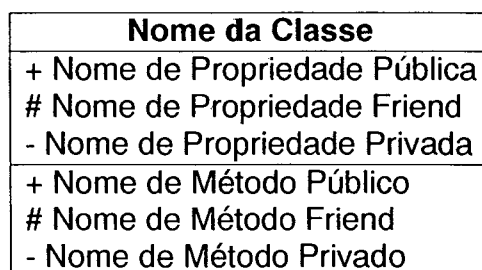 Nome da Classe
+ Nome de Propriedade Pública
# Nome de Propriedade Friend
- Nome de Propriedade Privada
+ Nome de Método Público
# Nome de Método Friend
- Nome de Método Privado